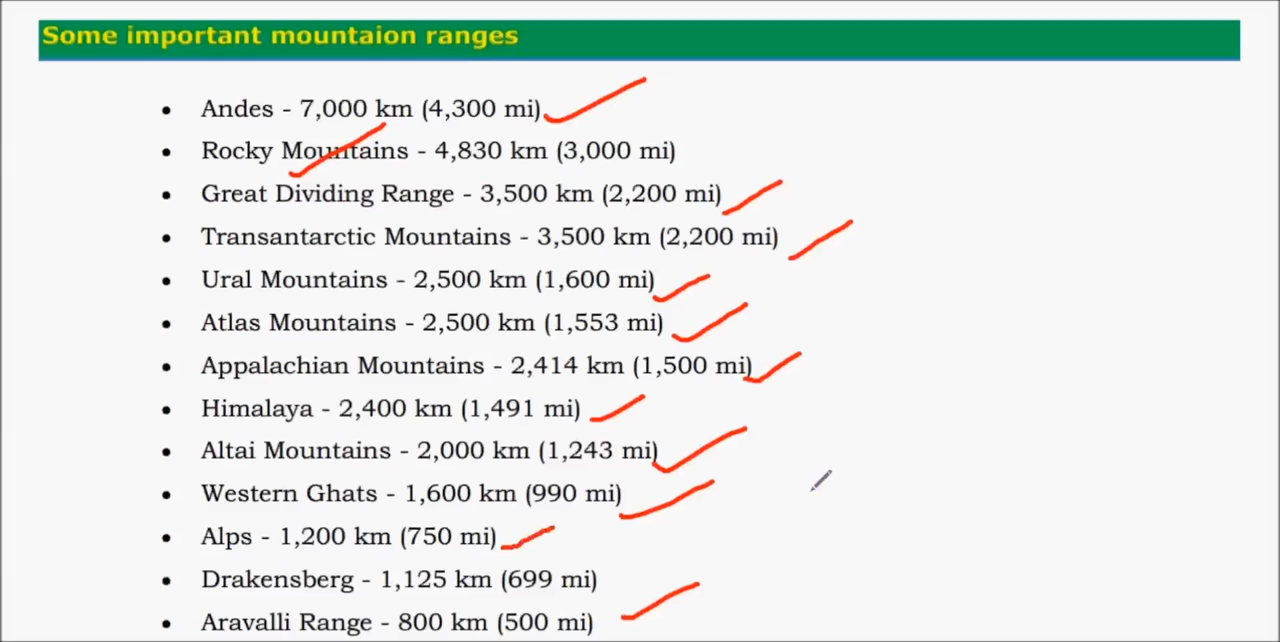 Some important mountaion ranges
• Andes - 7,000 km (4,300 mi)
• Rocky Mountains - 4,830 km (3,000 mi)
• Great Dividing Range - 3,500 km (2,200 mi)
• Transantarctic Mountains - 3,500 km (2,200 mi)
• Ural Mountains - 2,500 km (1,600 mi)
• Atlas Mountains - 2,500 km (1,553 mi)
• Appalachian Mountains - 2,414 km (1,500 mi)
• Himalaya - 2,400 km (1,491 mi)
• Altai Mountains - 2,000 km (1,243 mi)
• Western Ghats - 1,600 km (990 mi)
• Alps - 1,200 km (750 mi)
• Drakensberg - 1,125 km (699 mi)
• Aravalli Range - 800 km (500 mi)